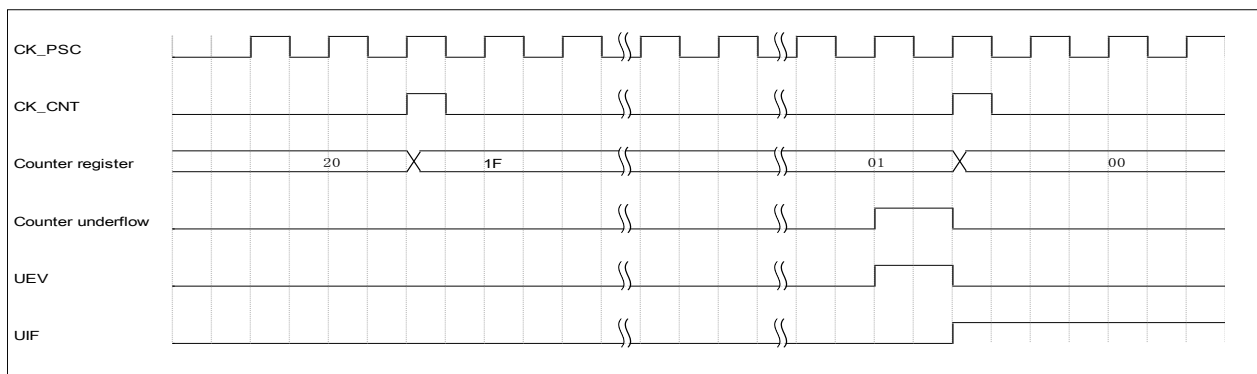 CK_PSC
CK_CNT
Counter register 20 1F 01 00
Counter underflow
UEV
UIF